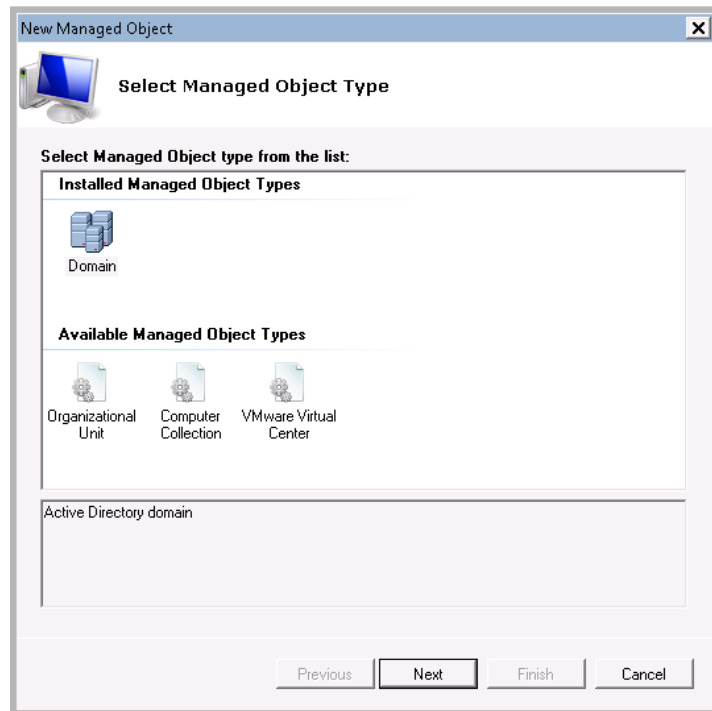 New Managed Object
Select Managed Object Type
Select Managed Object type from the list:
Installed Managed Object Types
Domain
Available Managed Object Types
Organizational
Unit
Computer
Collection
VMware Virtual
Center
Active Directory domain
Previous
Next
Finish
Cancel